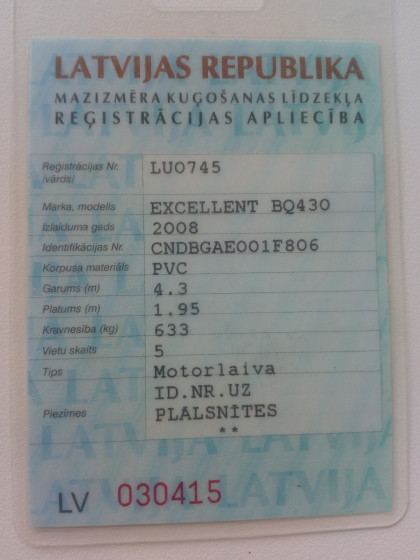 LATVIJAS REPUBLIKA
MAZIZMĒRA KUĢOŠANAS LĪDZEKĻA
REĢISTRĀCIJAS APLIECĪBA
Reģistrācijas Nr. /vārds/ LU0745
Marka, modelis EXCELLENT BQ430
Izlaiduma gads 2008
Identifikācijas Nr. CNDBGAE001F806
Korpusa materiāls PVC
Garums (m) 4.3
Platums (m) 1.95
Kravnesība (kg) 633
Vietu skaits 5
Tips Motorlaiva
ID.NR.UZ
Piezīmes PLĀLSNĪTES
**
LV 030415